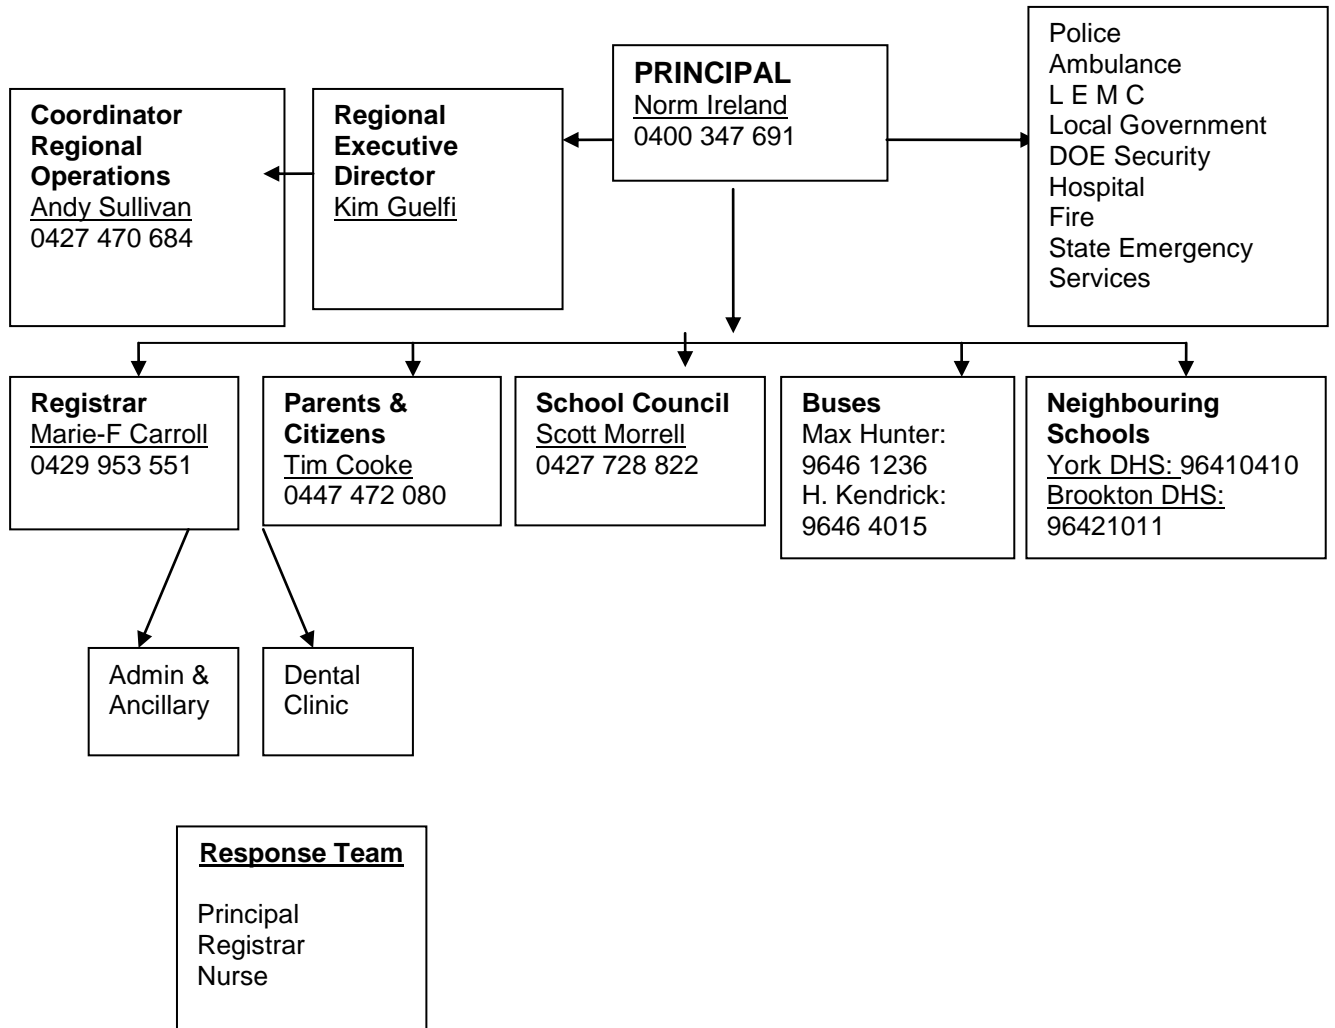 PRINCIPAL
Norm Ireland
0400 347 691
Police
Ambulance
L E M C
Local Government
DOE Security
Hospital
Fire
State Emergency
Services
Coordinator
Regional
Operations
Andy Sullivan
0427 470 684
Regional
Executive
Director
Kim Guelfi
Registrar
Marie-F Carroll
0429 953 551
Parents &
Citizens
Tim Cooke
0447 472 080
School Council
Scott Morrell
0427 728 822
Buses
Max Hunter:
9646 1236
H. Kendrick:
9646 4015
Neighbouring
Schools
York DHS: 96410410
Brookton DHS:
96421011
Admin &
Ancillary
Dental
Clinic
Response Team
Principal
Registrar
Nurse